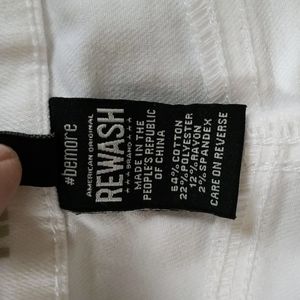 #bemore
AMERICAN ORIGINAL
REWASH
★★★ BRAND ★★★
MADE IN THE
PEOPLE'S REPUBLIC
OF CHINA
64% COTTON
22% POLYESTER
12% RAYON
2% SPANDEX
CARE ON REVERSE